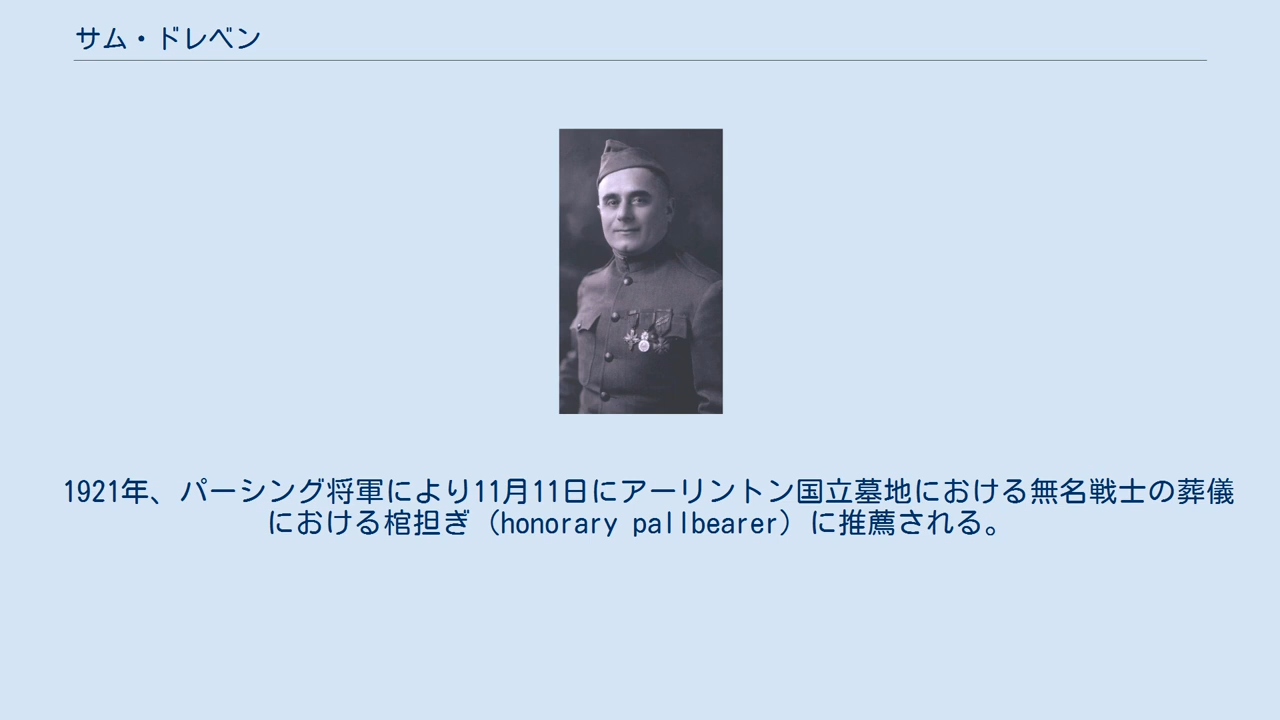 サム・ドレベン
1921年、パーシング将軍により11月11日にアーリントン国立墓地における無名戦士の葬儀
における棺担ぎ（honorary pallbearer）に推薦される。